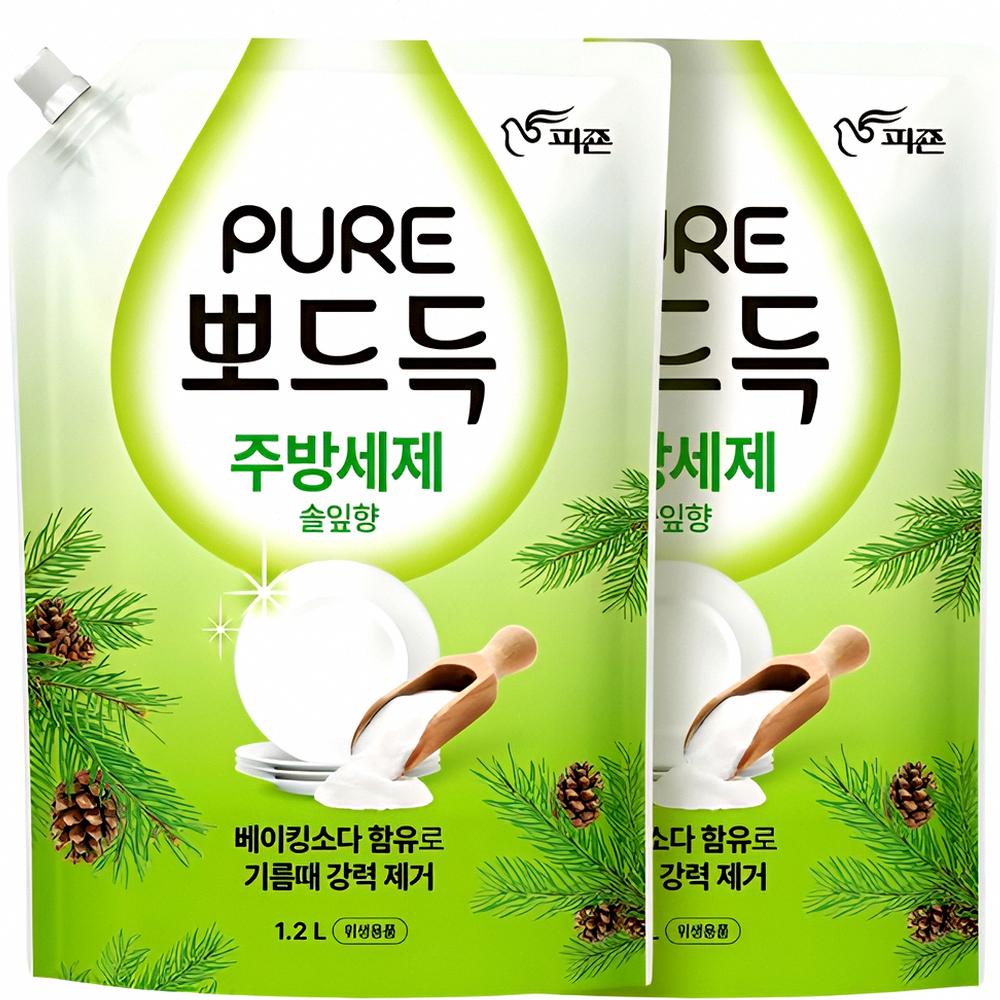 피죤
PURE
뽀드득
주방세제
솔잎향
베이킹소다 함유로
기름때 강력 제거
1.2 L 위생용품
피죤
URE
드득
방세제
잎향
소다 함유로
강력 제거
L 위생용품